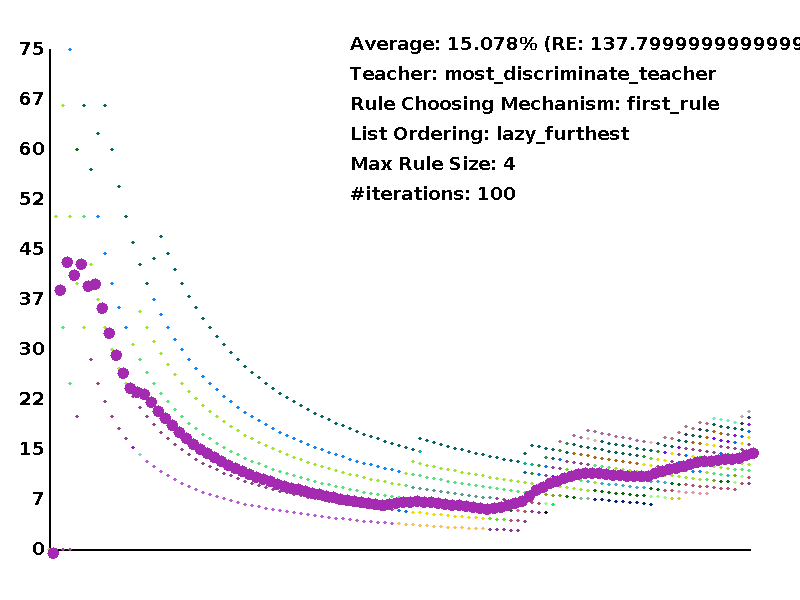 Average: 15.078% (RE: 137.7999999999999
Teacher: most_discriminate_teacher
Rule Choosing Mechanism: first_rule
List Ordering: lazy_furthest
Max Rule Size: 4
#iterations: 100
75
67
60
52
45
37
30
22
15
7
0